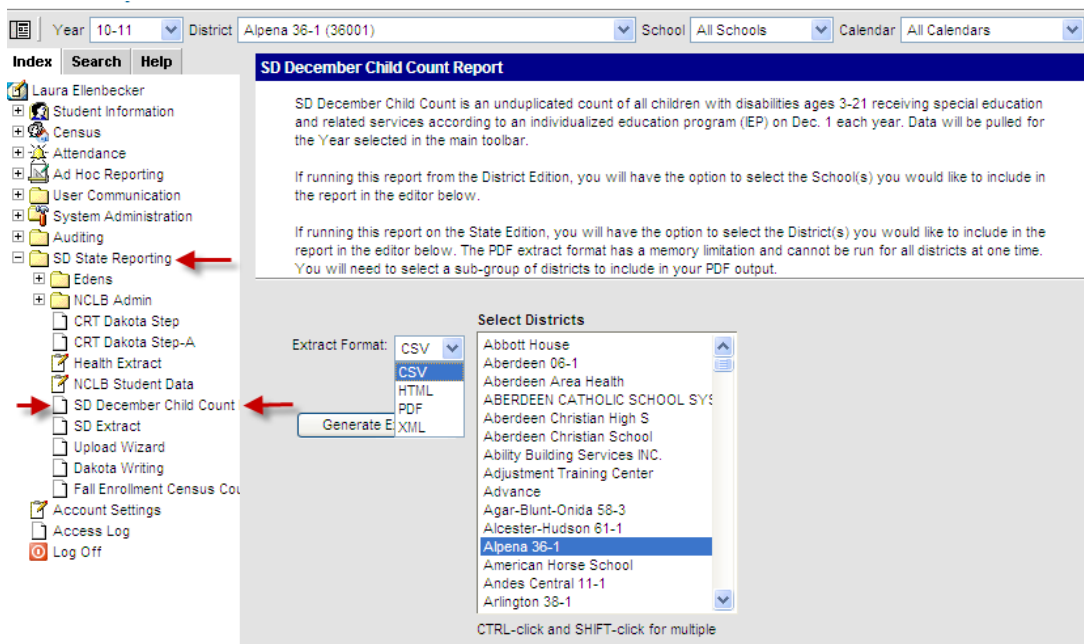 Year 10-11 District Alpena 36-1 (36001) School All Schools Calendar All Calendars
Index Search Help
Laura Ellenbecker
Student Information
Census
Attendance
Ad Hoc Reporting
User Communication
System Administration
Auditing
SD State Reporting
Edens
NCLB Admin
CRT Dakota Step
CRT Dakota Step-A
Health Extract
NCLB Student Data
SD December Child Count
SD Extract
Upload Wizard
Dakota Writing
Fall Enrollment Census Cou
Account Settings
Access Log
Log Off
SD December Child Count Report
SD December Child Count is an unduplicated count of all children with disabilities ages 3-21 receiving special education
and related services according to an individualized education program (IEP) on Dec. 1 each year. Data will be pulled for
the Year selected in the main toolbar.
If running this report from the District Edition, you will have the option to select the School(s) you would like to include in
the report in the editor below.
If running this report on the State Edition, you will have the option to select the District(s) you would like to include in the
report in the editor below. The PDF extract format has a memory limitation and cannot be run for all districts at one time.
You will need to select a sub-group of districts to include in your PDF output.
Extract Format: CSV
CSV
HTML
PDF
XML
Generate E
Select Districts
Abbott House
Aberdeen 06-1
Aberdeen Area Health
ABERDEEN CATHOLIC SCHOOL SYS
Aberdeen Christian High S
Aberdeen Christian School
Ability Building Services INC.
Adjustment Training Center
Advance
Agar-Blunt-Onida 58-3
Alcester-Hudson 61-1
Alpena 36-1
American Horse School
Andes Central 11-1
Arlington 38-1
CTRL-click and SHIFT-click for multiple